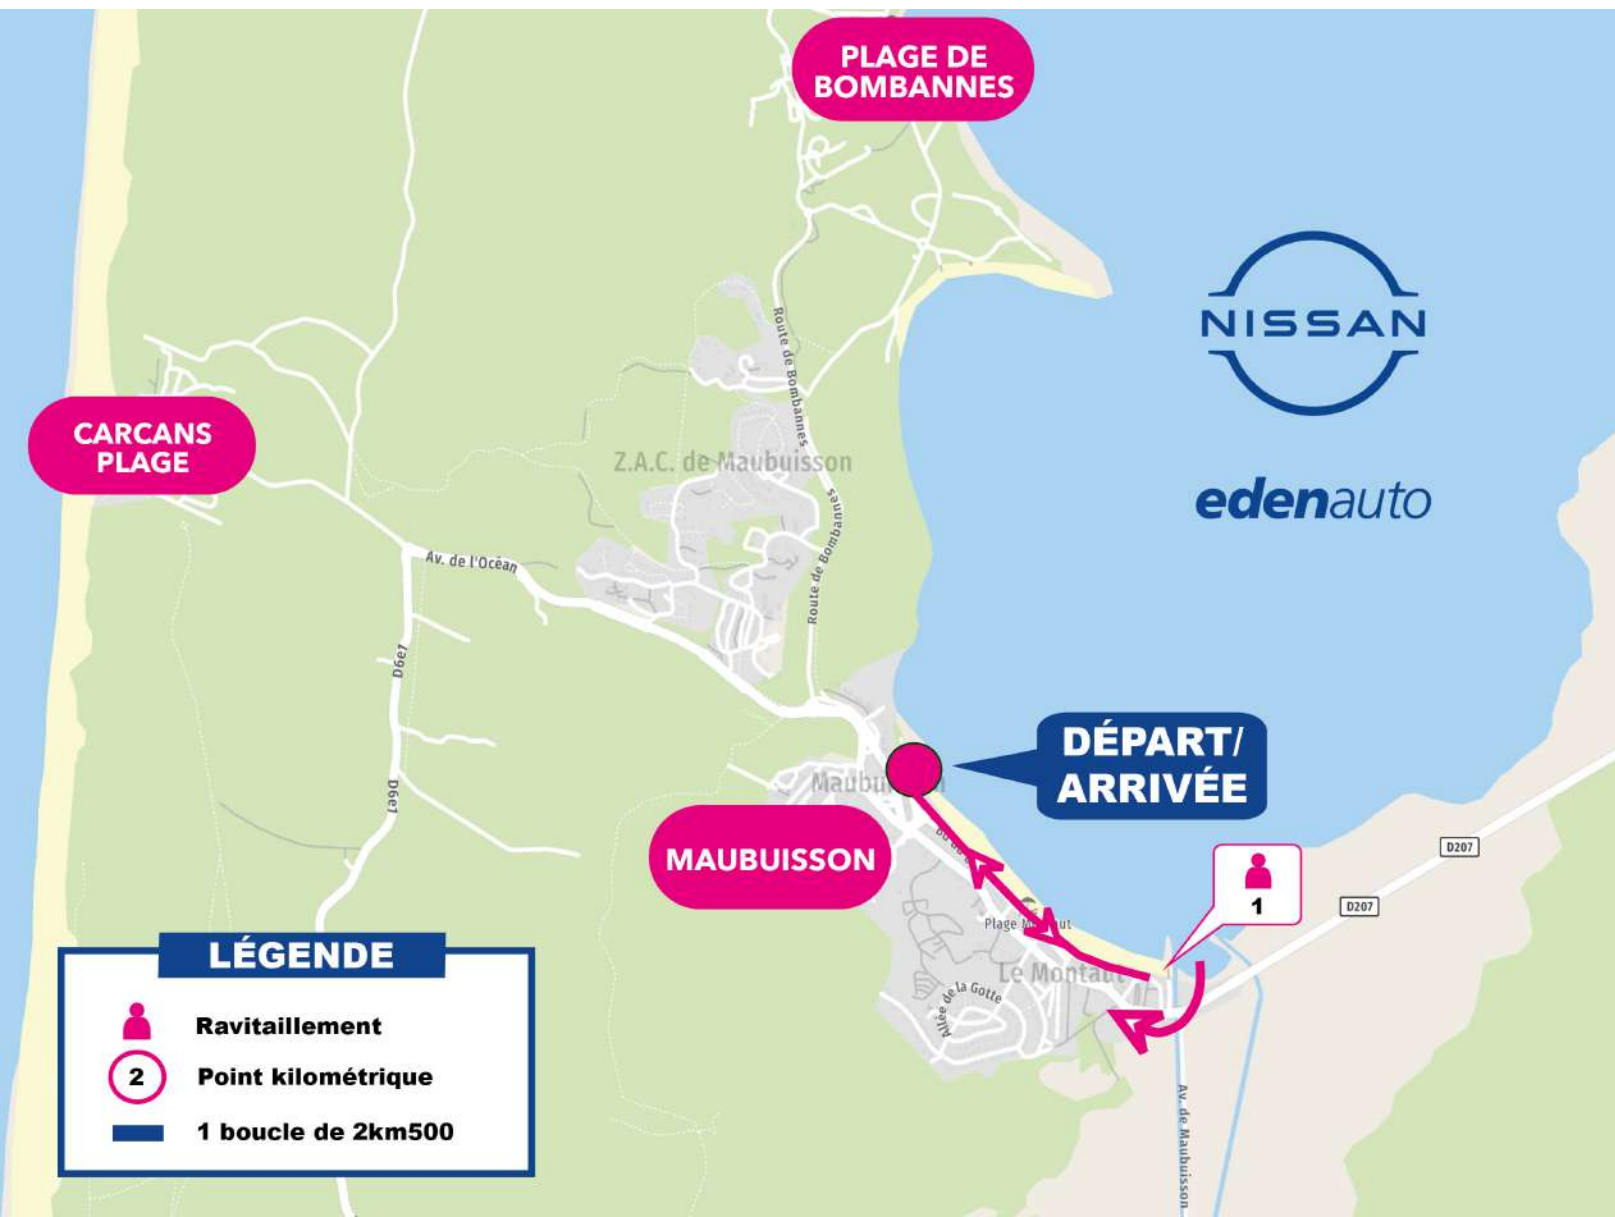 PLAGE DE
BOMBANNES
NISSAN
edenauto
CARCANS
PLAGE
Z.A.C. de Maubuisson
Route de Bombannes
Route de Bombannes
Av. de l'Océan
D6e1
D6e1
DÉPART/
ARRIVÉE
MAUBUISSON
D207
D207
1
Le Montaut
Allée de la Gotte
Av. de Maubuisson
LÉGENDE
Ravitaillement
2 Point kilométrique
1 boucle de 2km500